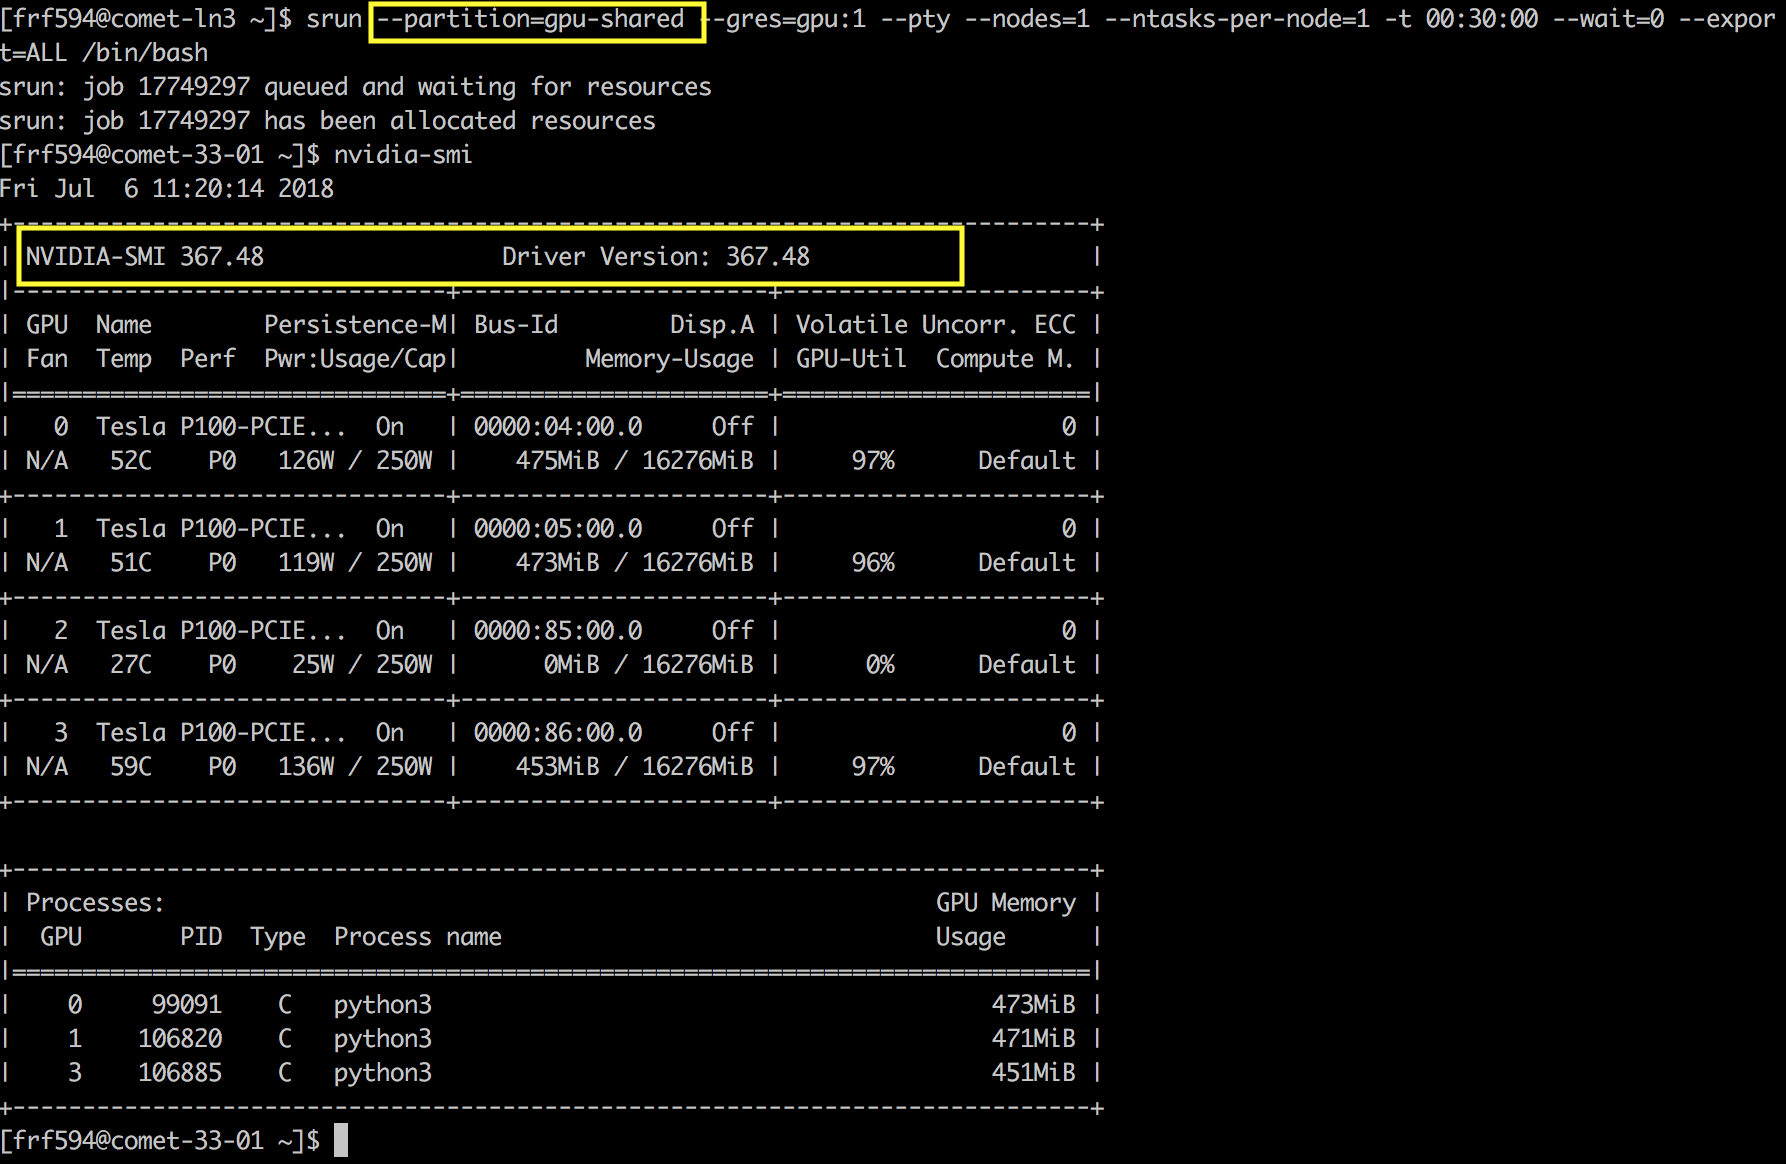 [frf594@comet-ln3 ~]$ srun --partition=gpu-shared --gres=gpu:1 --pty --nodes=1 --ntasks-per-node=1 -t 00:30:00 --wait=0 --expor
t=ALL /bin/bash
srun: job 17749297 queued and waiting for resources
srun: job 17749297 has been allocated resources
[frf594@comet-33-01 ~]$ nvidia-smi
Fri Jul  6 11:20:14 2018
+-----------------------------------------------------------------------------+
| NVIDIA-SMI 367.48                 Driver Version: 367.48                    |
|-------------------------------+----------------------+----------------------+
| GPU  Name        Persistence-M| Bus-Id        Disp.A | Volatile Uncorr. ECC |
| Fan  Temp  Perf  Pwr:Usage/Cap|         Memory-Usage | GPU-Util  Compute M. |
|===============================+======================+======================|
|   0  Tesla P100-PCIE...  On   | 0000:04:00.0     Off |                    0 |
| N/A   52C    P0   126W / 250W |    475MiB / 16276MiB |     97%      Default |
+-------------------------------+----------------------+----------------------+
|   1  Tesla P100-PCIE...  On   | 0000:05:00.0     Off |                    0 |
| N/A   51C    P0   119W / 250W |    473MiB / 16276MiB |     96%      Default |
+-------------------------------+----------------------+----------------------+
|   2  Tesla P100-PCIE...  On   | 0000:85:00.0     Off |                    0 |
| N/A   27C    P0    25W / 250W |      0MiB / 16276MiB |      0%      Default |
+-------------------------------+----------------------+----------------------+
|   3  Tesla P100-PCIE...  On   | 0000:86:00.0     Off |                    0 |
| N/A   59C    P0   136W / 250W |    453MiB / 16276MiB |     97%      Default |
+-------------------------------+----------------------+----------------------+
+-----------------------------------------------------------------------------+
| Processes:                                                       GPU Memory |
|  GPU       PID  Type  Process name                               Usage      |
|=============================================================================|
|    0     99091    C   python3                                        473MiB |
|    1    106820    C   python3                                        471MiB |
|    3    106885    C   python3                                        451MiB |
+-----------------------------------------------------------------------------+
[frf594@comet-33-01 ~]$